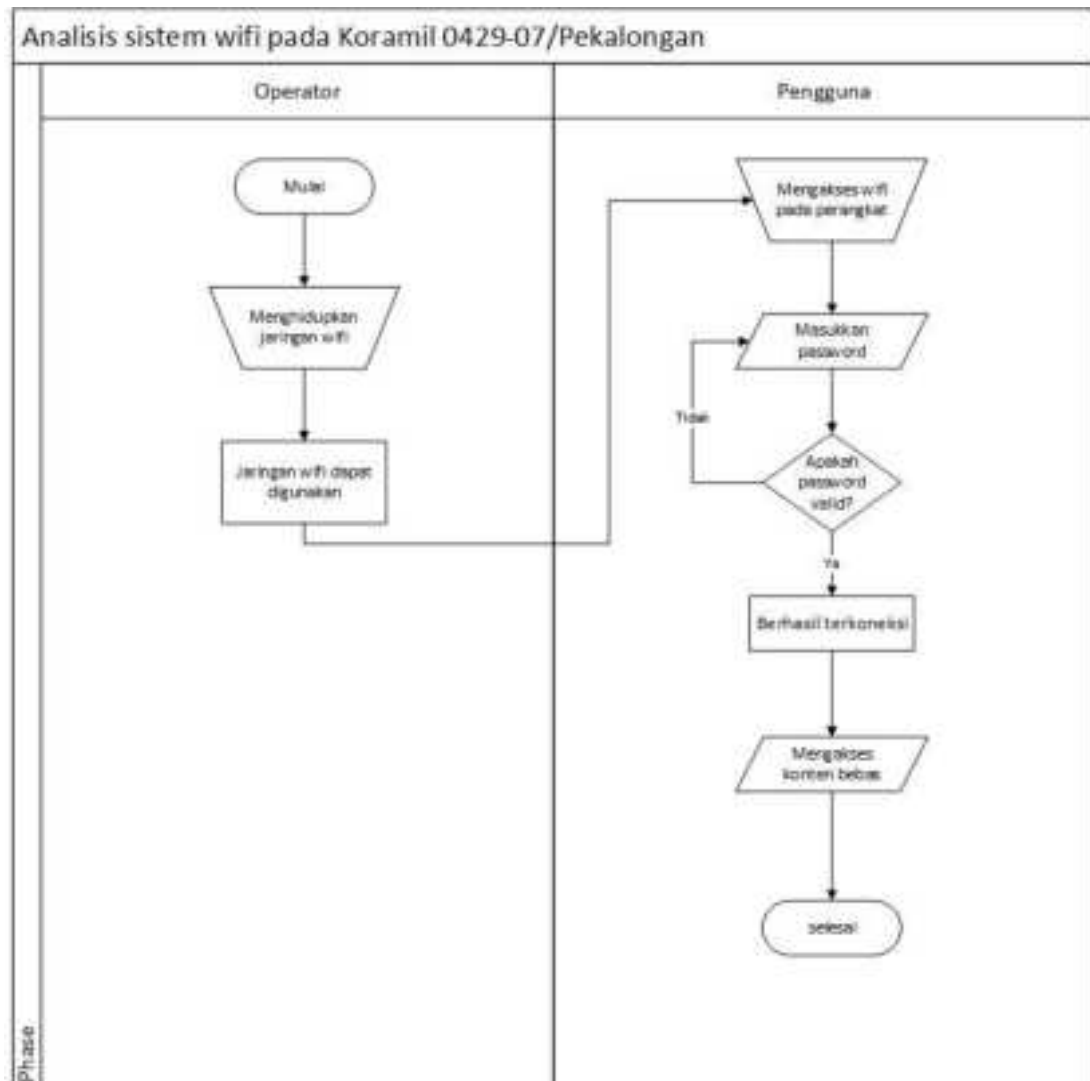 Analisis sistem wifi pada Koramil 0429-07/Pekalongan
Operator
Pengguna
Mulai
Menghidupkan
jaringan wifi
Jaringan wifi dapat
digunakan
Mengakses wifi
pada perangkat
Masukkan
password
Tidak
Apakah
password
valid?
Ya
Berhasil terkoneksi
Mengakses
konten bebas
selesai
Phase